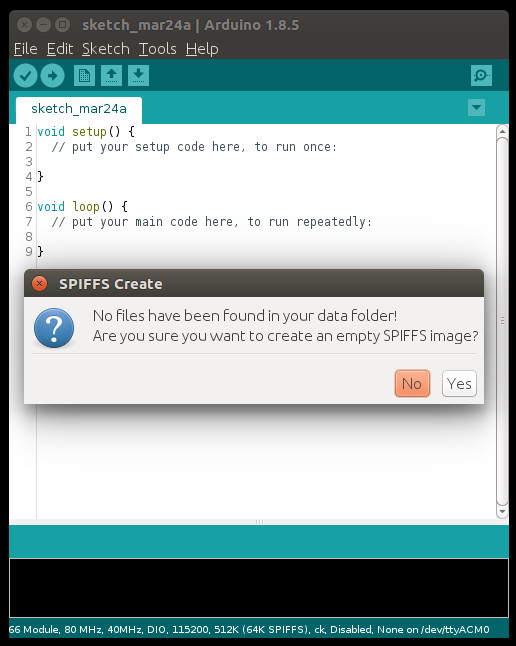 sketch_mar24a | Arduino 1.8.5
File Edit Sketch Tools Help
sketch_mar24a
1 void setup() {
2 // put your setup code here, to run once:
3
4 }
5
6 void loop() {
7 // put your main code here, to run repeatedly:
8
9 }
SPIFFS Create
No files have been found in your data folder!
Are you sure you want to create an empty SPIFFS image?
No Yes
66 Module, 80 MHz, 40MHz, DIO, 115200, 512K (64K SPIFFS), ck, Disabled, None on /dev/ttyACM0